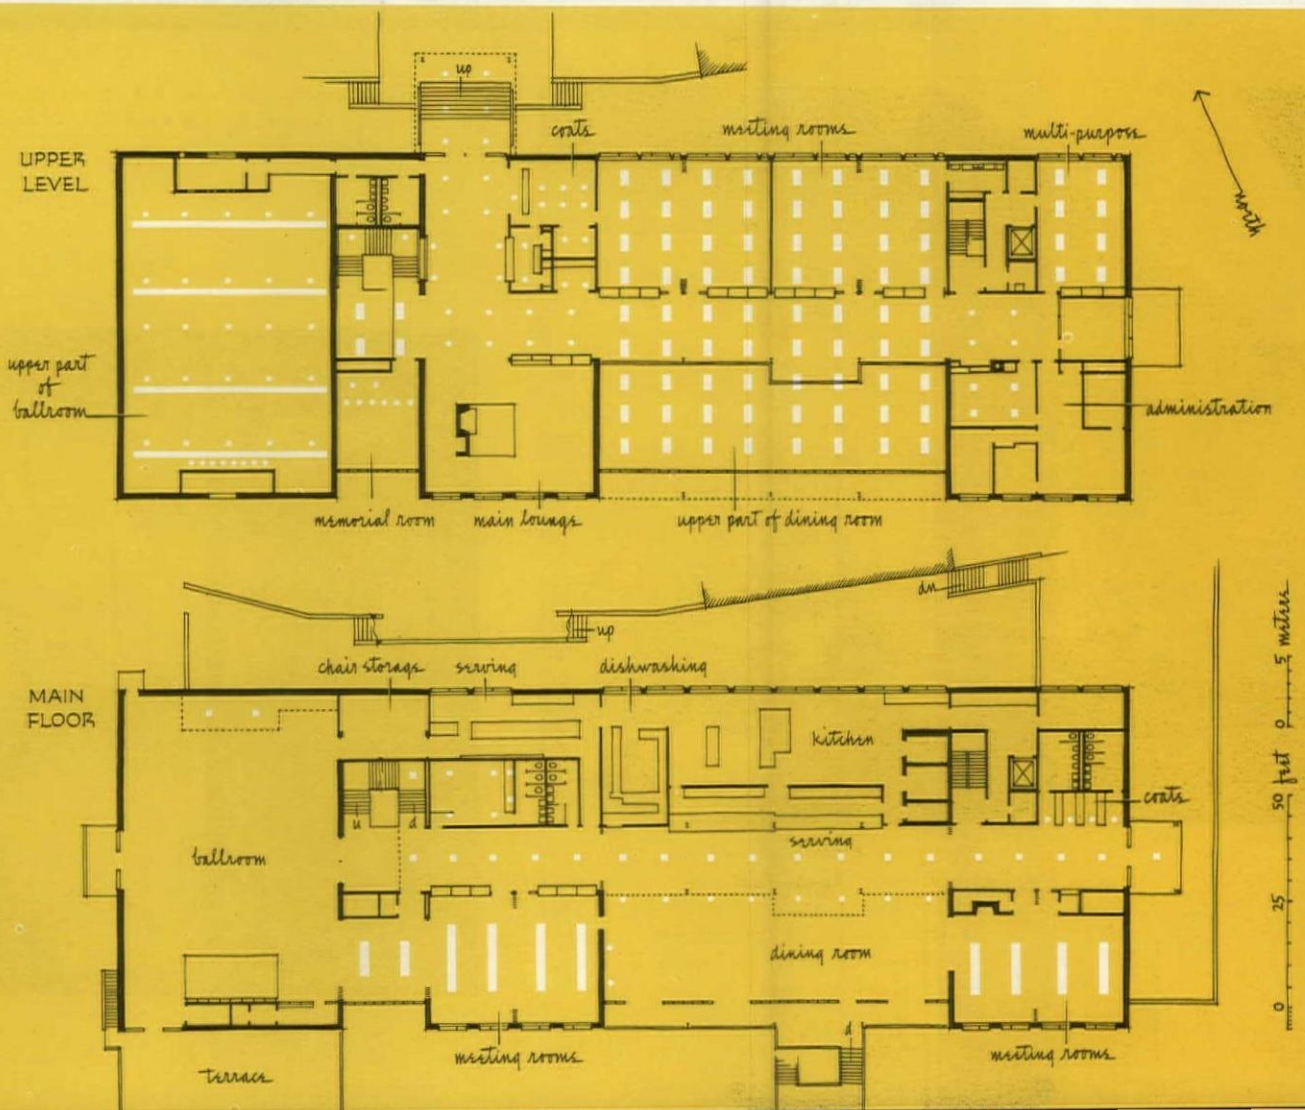 up
coats
meeting rooms
multi-purpose
UPPER
LEVEL
north
upper part
of
ballroom
administration
memorial room
main lounge
upper part of dining room
dn
up
chair storage
serving
dishwashing
MAIN
FLOOR
kitchen
coats
u
d
serving
ballroom
dining room
d
meeting rooms
meeting rooms
terrace
0 5 meters
0 25 50 feet